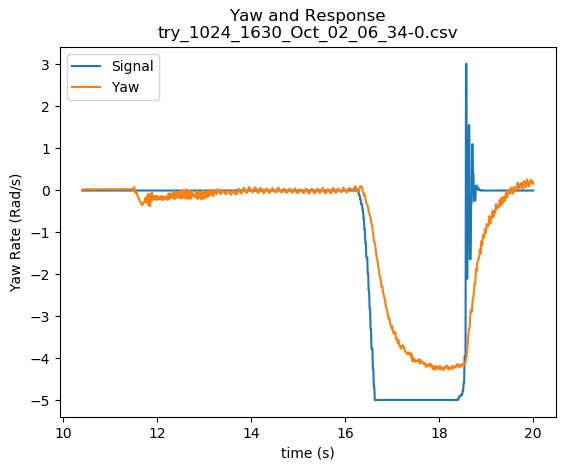 Yaw and Response
try_1024_1630_Oct_02_06_34-0.csv
Signal
Yaw
Yaw Rate (Rad/s)
3
2
1
0
−1
−2
−3
−4
−5
10
12
14
16
18
20
time (s)